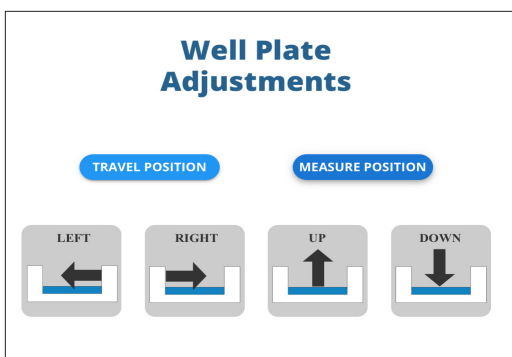 Well Plate
Adjustments
TRAVEL POSITION
MEASURE POSITION
LEFT
RIGHT
UP
DOWN